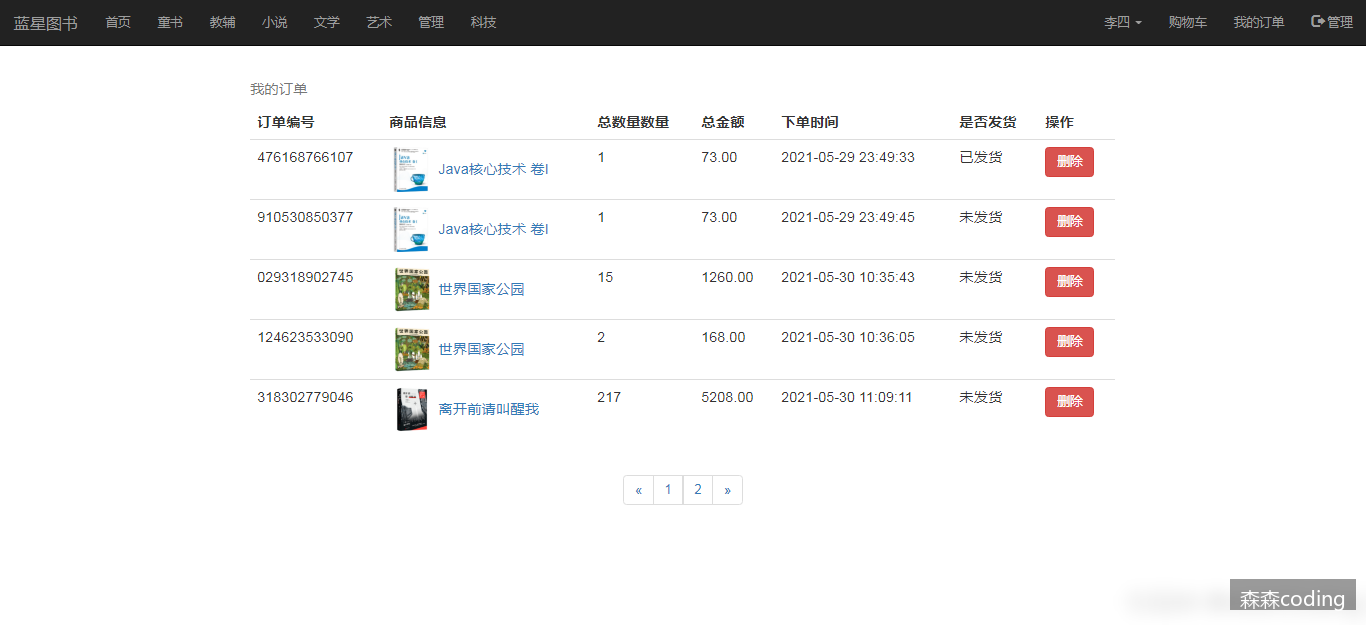 蓝星图书 首页 童书 教辅 小说 文学 艺术 管理 科技 李四 购物车 我的订单 管理
我的订单
订单编号 商品信息 总数量数量 总金额 下单时间 是否发货 操作
476168766107 Java核心技术 卷I 1 73.00 2021-05-29 23:49:33 已发货 删除
910530850377 Java核心技术 卷I 1 73.00 2021-05-29 23:49:45 未发货 删除
029318902745 世界国家公园 15 1260.00 2021-05-30 10:35:43 未发货 删除
124623533090 世界国家公园 2 168.00 2021-05-30 10:36:05 未发货 删除
318302779046 离开前请叫醒我 217 5208.00 2021-05-30 11:09:11 未发货 删除
« 1 2 »
森森coding